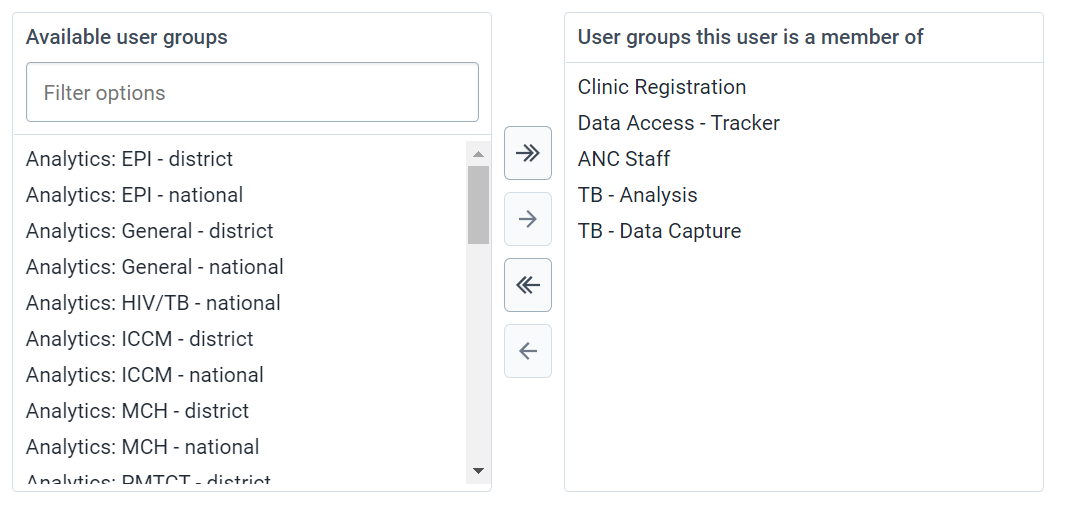 Available user groups
Filter options
Analytics: EPI - district
Analytics: EPI - national
Analytics: General - district
Analytics: General - national
Analytics: HIV/TB - national
Analytics: ICCM - district
Analytics: ICCM - national
Analytics: MCH - district
Analytics: MCH - national
Analytics: PMTCT - district
User groups this user is a member of
Clinic Registration
Data Access - Tracker
ANC Staff
TB - Analysis
TB - Data Capture